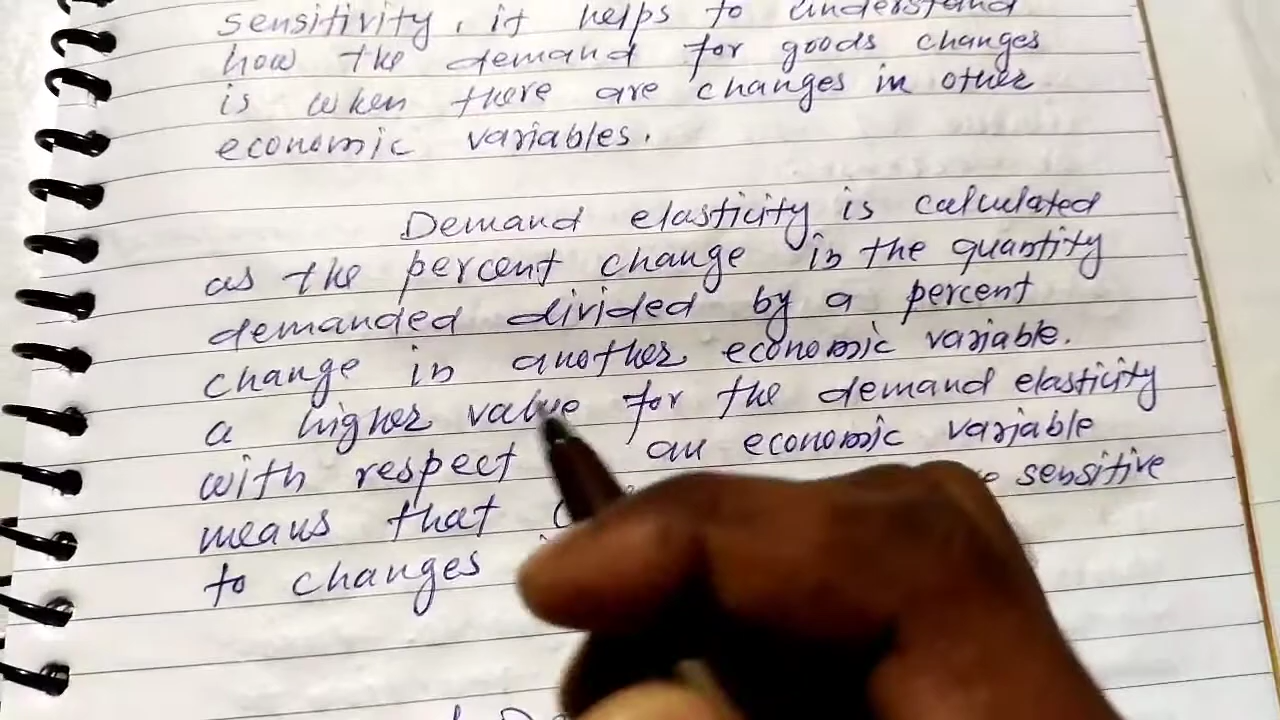 sensitivity, it helps to understand
how the demand for goods changes
is when there are changes in other
economic variables.
Demand elasticity is calculated
as the percent change in the quantity
demanded divided by a percent
change in another economic variable.
a higher value for the demand elasticity
with respect an economic variable
means that sensitive
to changes